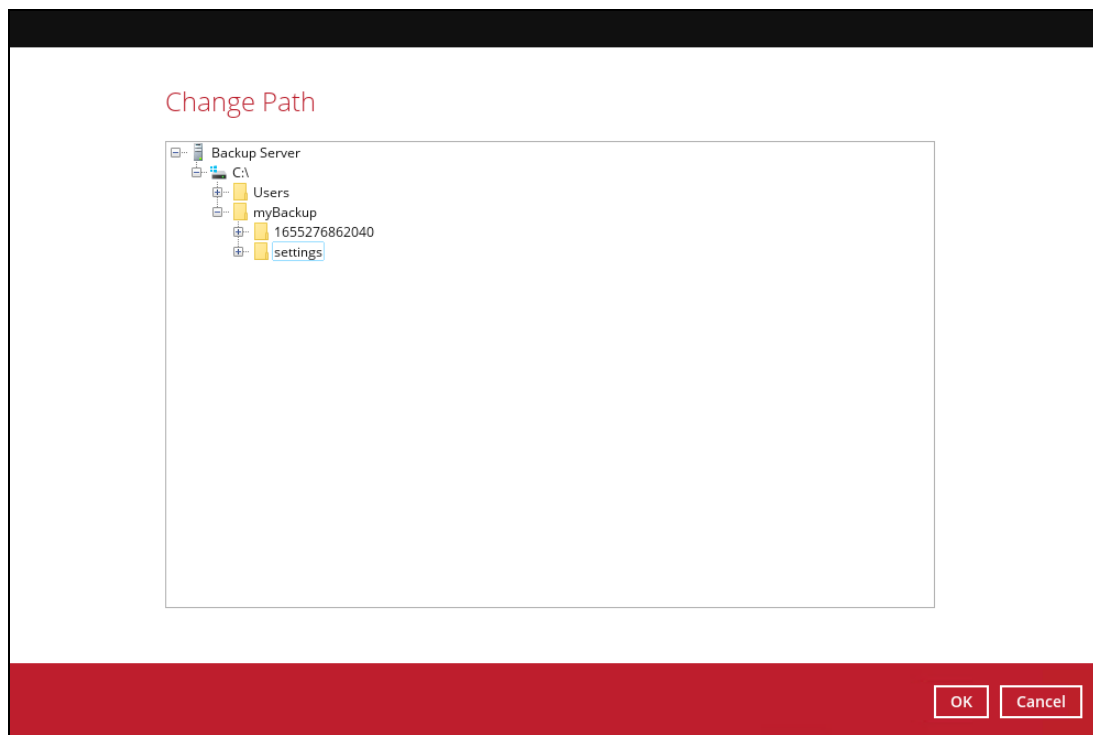 Change Path
Backup Server
C:\
Users
myBackup
1655276862040
settings
OK Cancel